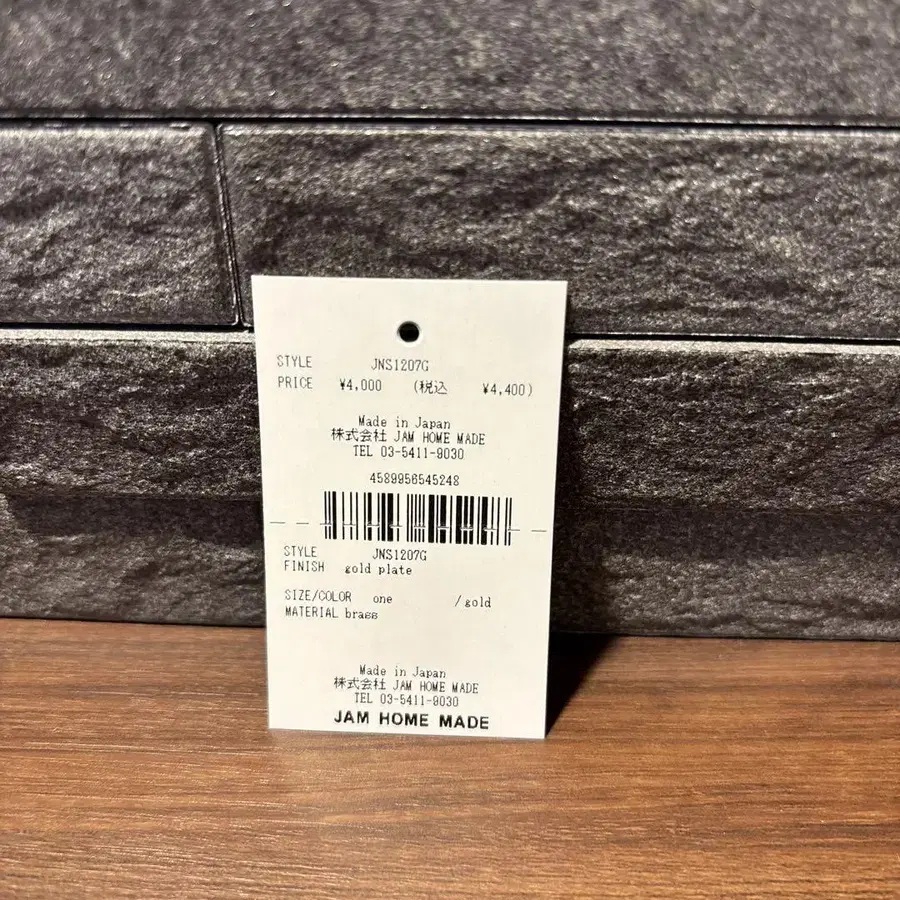 STYLE JNS1207G
PRICE ¥4,000 (税込 ¥4,400)
Made in Japan
株式会社 JAM HOME MADE
TEL 03-5411-9030
4589956545248
STYLE JNS1207G
FINISH gold plate
SIZE/COLOR one /gold
MATERIAL brass
Made in Japan
株式会社 JAM HOME MADE
TEL 03-5411-9030
JAM HOME MADE